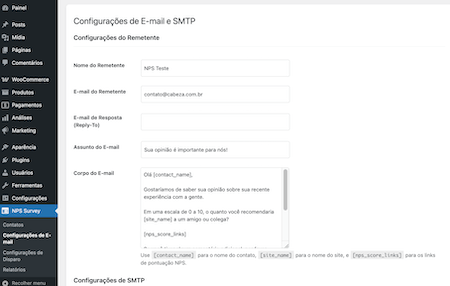 Painel
Posts
Mídia
Páginas
Comentários
WooCommerce
Produtos
Pagamentos
Análises
Marketing
Aparência
Plugins
Usuários
Ferramentas
Configurações
NPS Survey
Contatos
Configurações de E-
mail
Configurações de
Disparo
Relatórios
Recolher menu
Configurações de E-mail e SMTP
Configurações do Remetente
Nome do Remetente
NPS Teste
E-mail do Remetente
contato@cabeza.com.br
E-mail de Resposta
(Reply-To)
Assunto do E-mail
Sua opinião é importante para nós!
Corpo do E-mail
Olá [contact_name],
Gostaríamos de saber sua opinião sobre sua recente
experiência com a gente.
Em uma escala de 0 a 10, o quanto você recomendaria
[site_name] a um amigo ou colega?
[nps_score_links]
Use [contact_name] para o nome do contato, [site_name] para o nome do site, e [nps_score_links] para os links
de pontuação NPS.
Configurações de SMTP